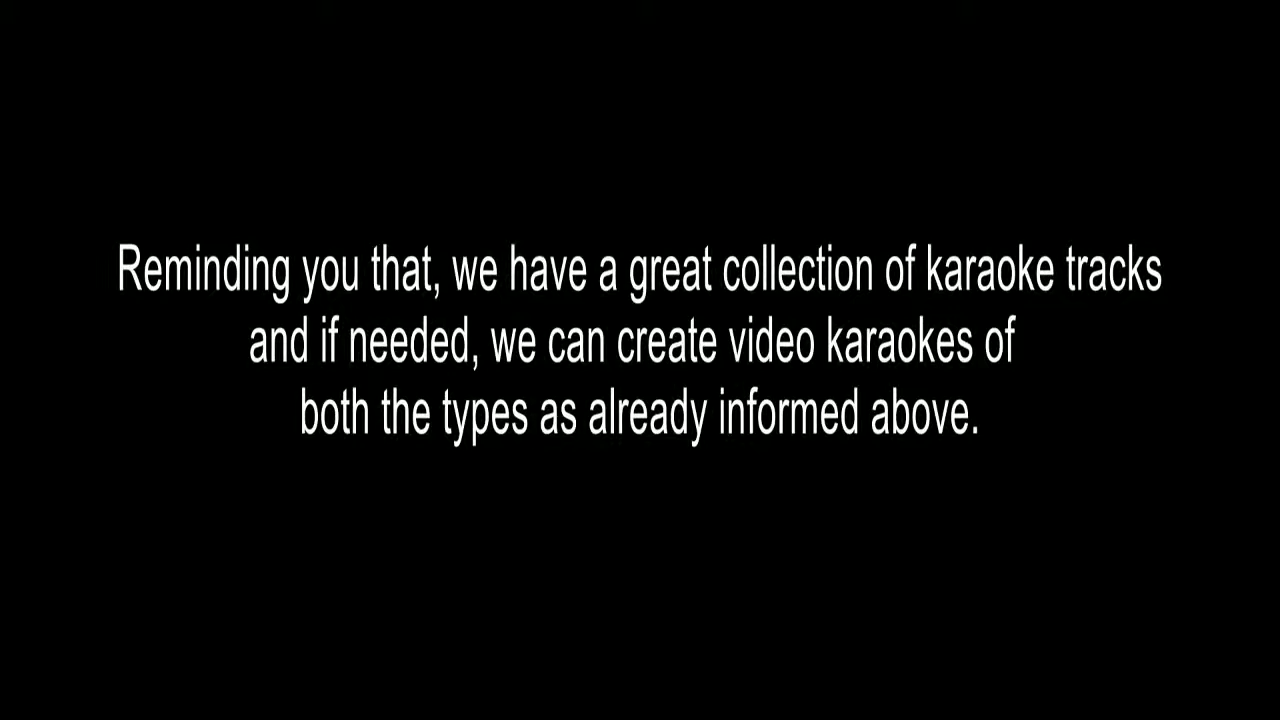 Reminding you that, we have a great collection of karaoke tracks
and if needed, we can create video karaokes of
both the types as already informed above.